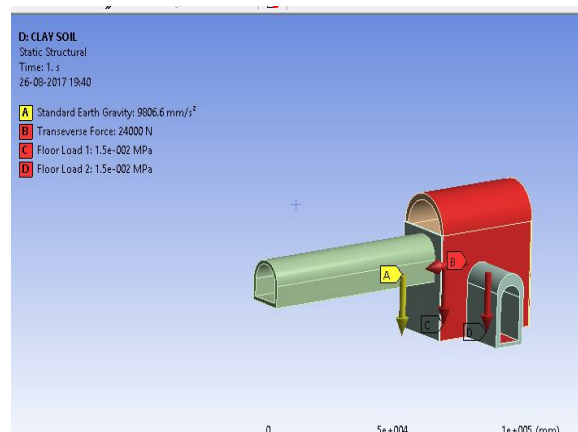 D: CLAY SOIL
Static Structural
Time: 1. s
26-08-2017 19:40
A Standard Earth Gravity: 9806.6 mm/s²
B Transeverse Force: 24000 N
C Floor Load 1: 1.5e-002 MPa
D Floor Load 2: 1.5e-002 MPa
B
A
C
D
0 5e+004 1e+005 (mm)